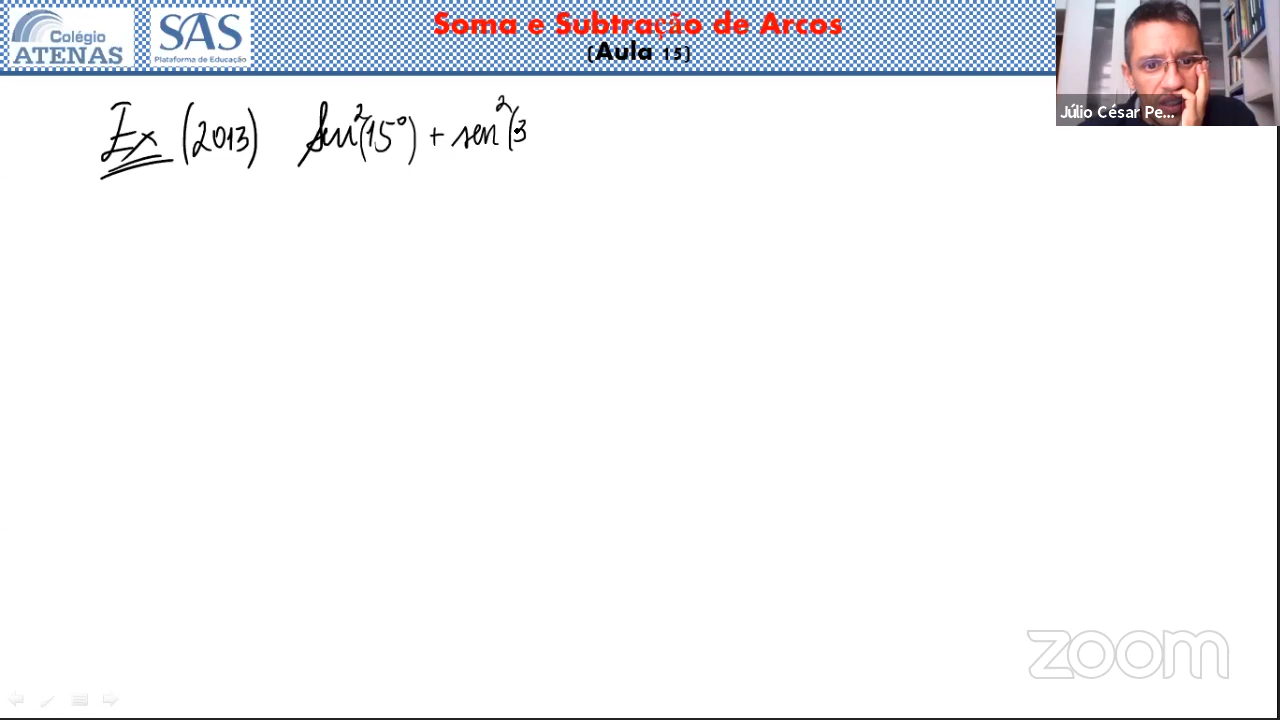 Colégio
ATENAS
SAS
Plataforma de Educação
Soma e Subtração de Arcos
(Aula 15)
Júlio César Pe...
Ex (2013) sen²(15°) + sen²(3
zoom